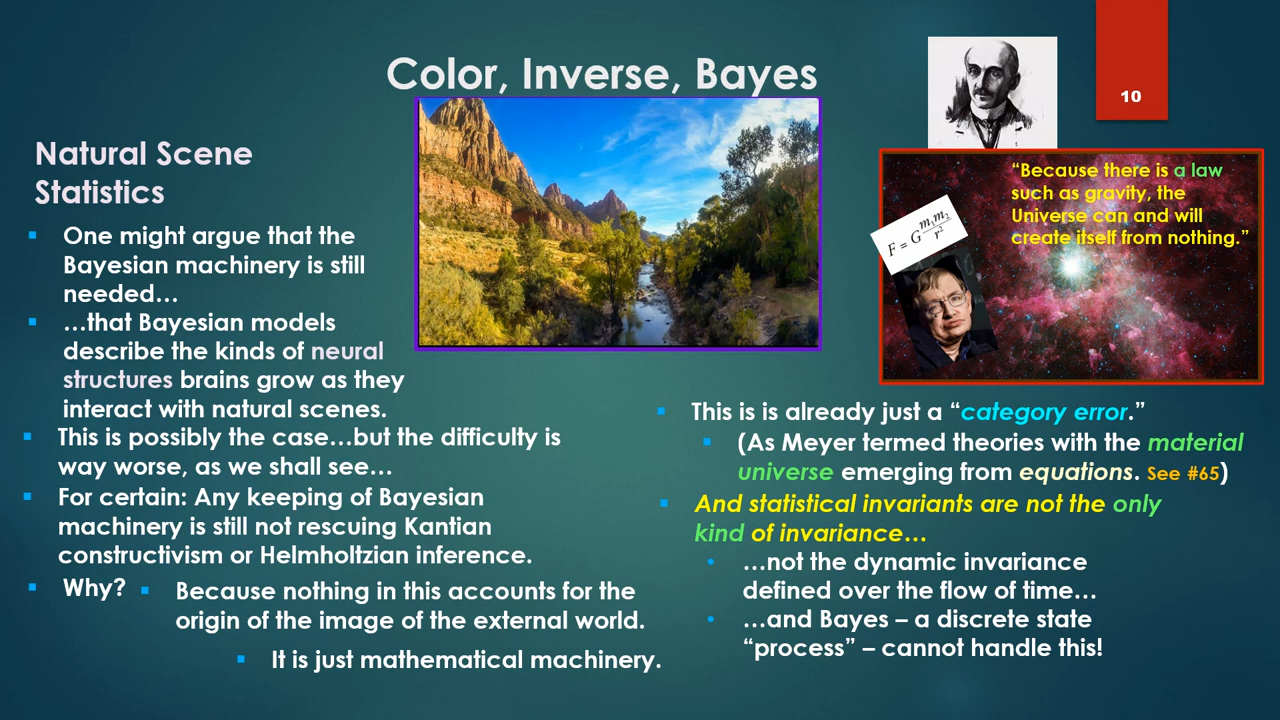 Color, Inverse, Bayes
10
Natural Scene
Statistics
One might argue that the
Bayesian machinery is still
needed…
…that Bayesian models
describe the kinds of neural
structures brains grow as they
interact with natural scenes.
This is possibly the case…but the difficulty is
way worse, as we shall see…
For certain: Any keeping of Bayesian
machinery is still not rescuing Kantian
constructivism or Helmholtzian inference.
Why?
Because nothing in this accounts for the
origin of the image of the external world.
It is just mathematical machinery.
“Because there is a law
such as gravity, the
Universe can and will
create itself from nothing.”
F = G m₁m₂ / r²
This is is already just a “category error.”
(As Meyer termed theories with the material
universe emerging from equations. See #65)
And statistical invariants are not the only
kind of invariance…
…not the dynamic invariance
defined over the flow of time…
…and Bayes – a discrete state
“process” – cannot handle this!